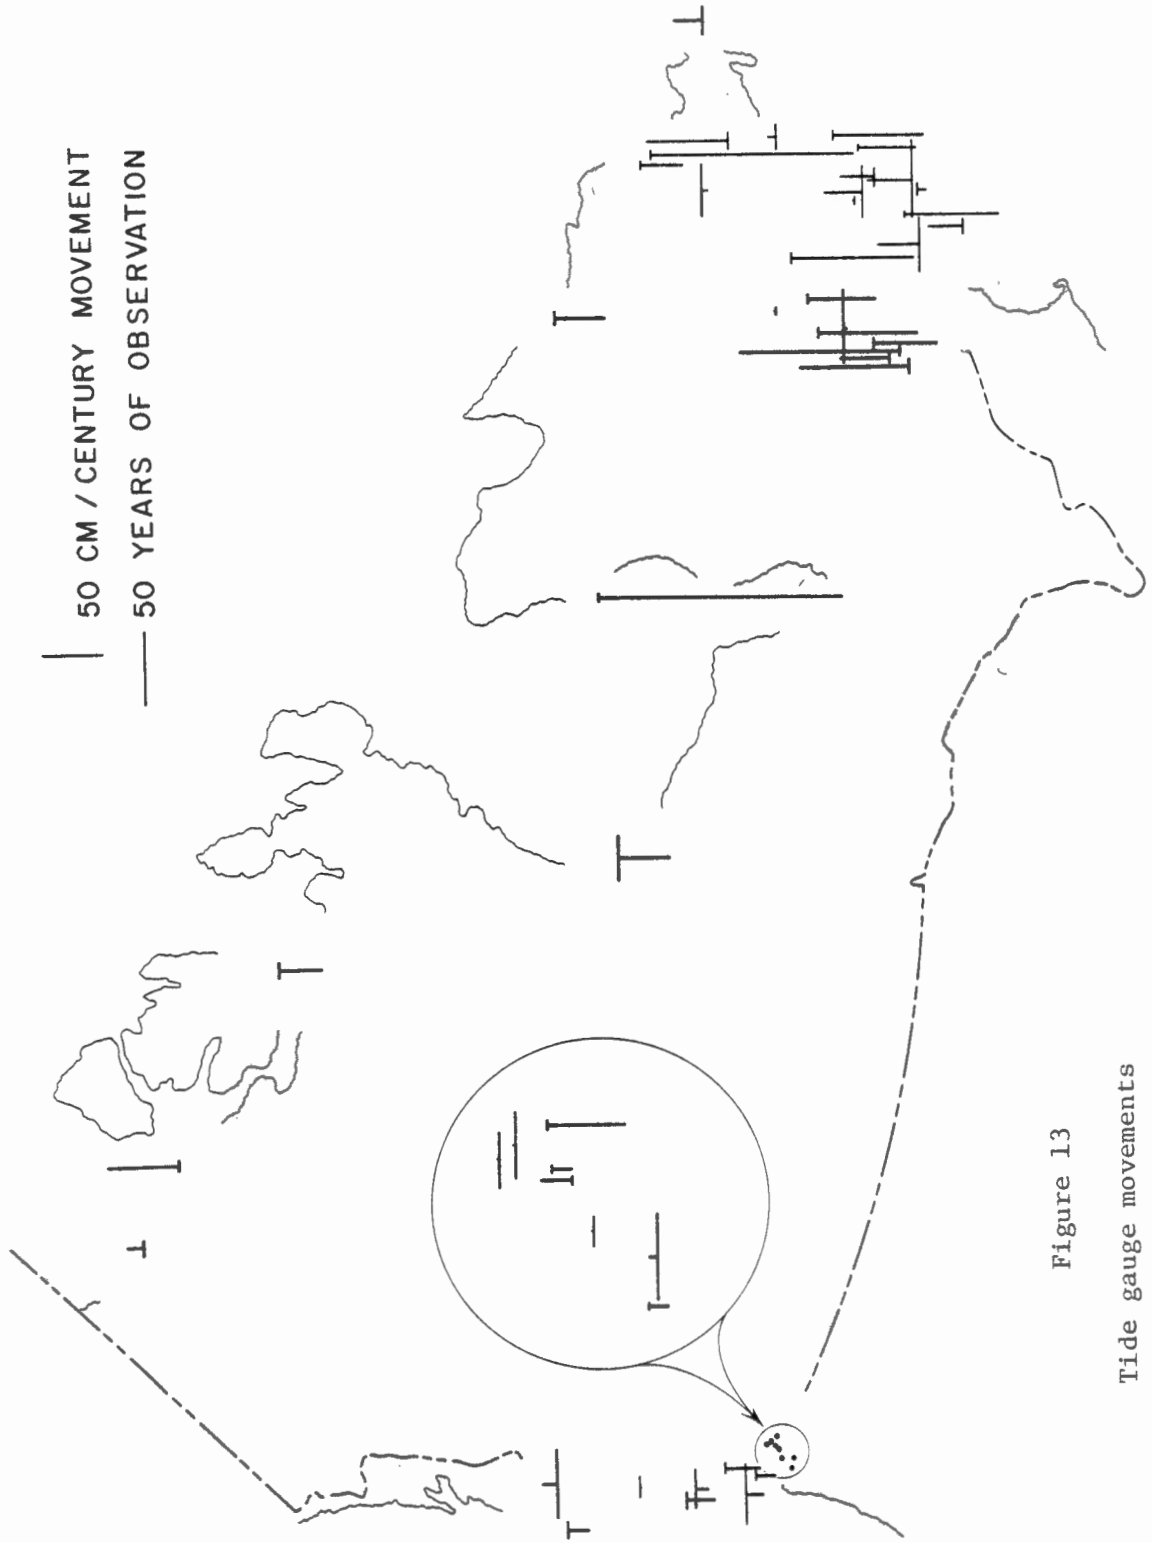 50 CM / CENTURY MOVEMENT
50 YEARS OF OBSERVATION
Figure 13
Tide gauge movements